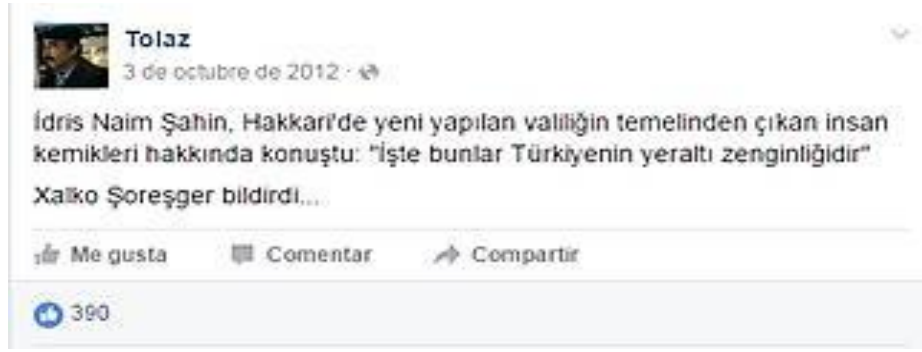 Tolaz
3 de octubre de 2012 ·
İdris Naim Şahin, Hakkari'de yeni yapılan valiliğin temelinden çıkan insan
kemikleri hakkında konuştu: "İşte bunlar Türkiyenin yeraltı zenginliğidir"
Xalko Şoreşger bildirdi...
Me gusta Comentar Compartir
390